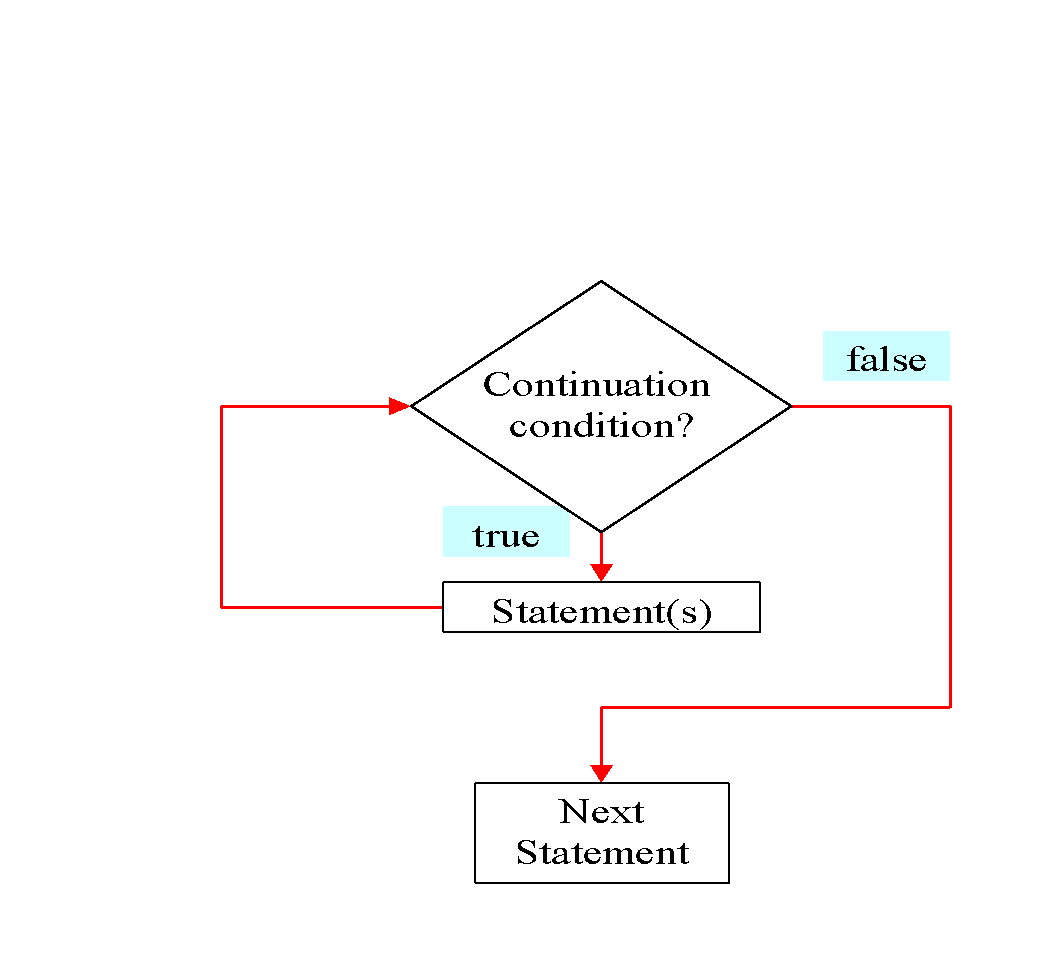 false
Continuation
condition?
true
Statement(s)
Next
Statement